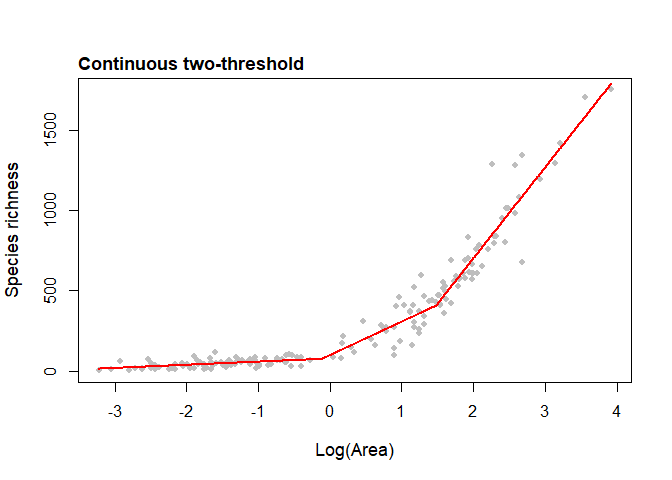 Continuous two-threshold
Species richness
1500
1000
500
0
-3 -2 -1 0 1 2 3 4
Log(Area)